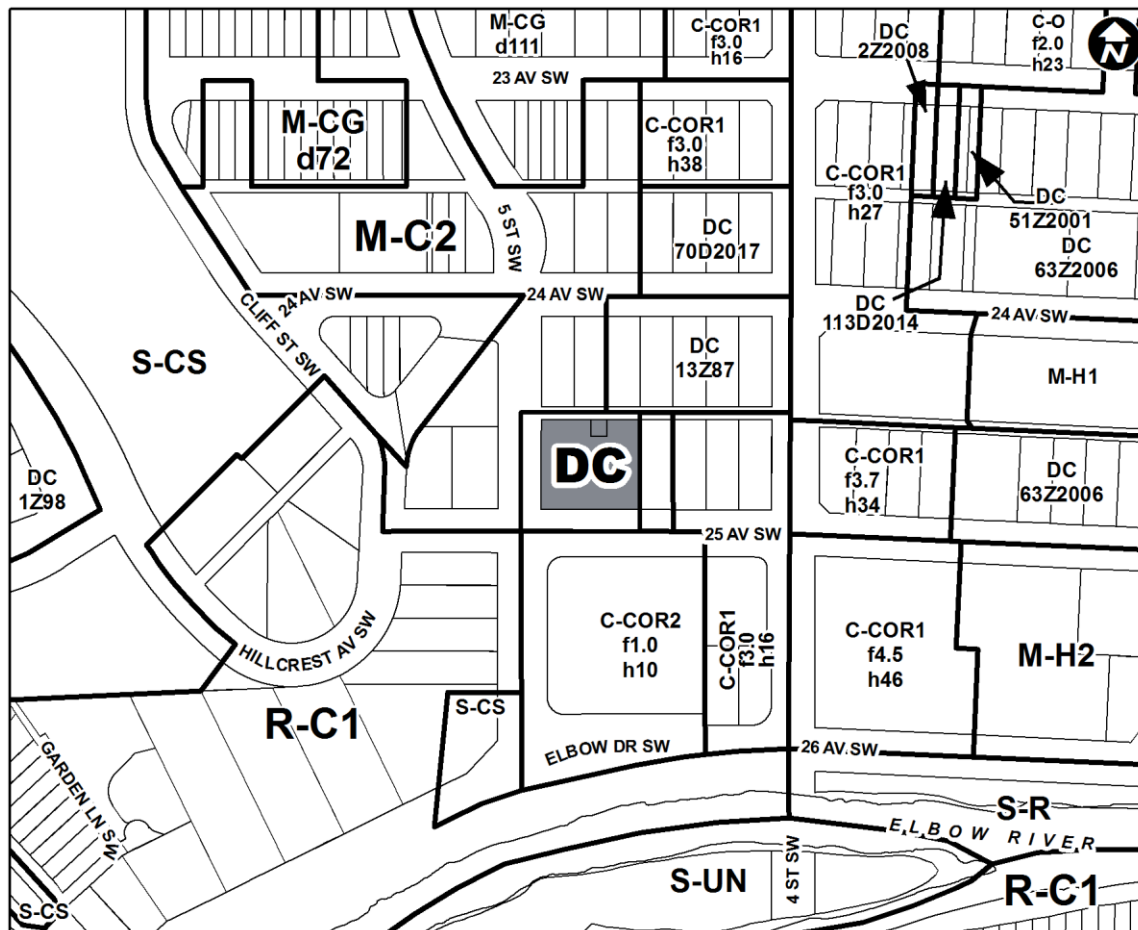 M-CG
d111
C-COR1
f3.0
h16
DC
2Z2008
C-O
f2.0
h23
N
23 AV SW
M-CG
d72
C-COR1
f3.0
h38
C-COR1
f3.0
h27
DC
51Z2001
DC
63Z2006
M-C2
5 ST SW
DC
70D2017
DC
113D2014
24 AV SW
24 AV SW
24 AV SW
CLIFF ST SW
S-CS
DC
13Z87
M-H1
DC
1Z98
DC
C-COR1
f3.7
h34
DC
63Z2006
25 AV SW
HILLCREST AV SW
C-COR2
f1.0
h10
C-COR1
f3.0
h16
C-COR1
f4.5
h46
M-H2
R-C1
S-CS
GARDEN LN SW
ELBOW DR SW
26 AV SW
S-R
ELBOW RIVER
S-UN
4 ST SW
R-C1
S-CS